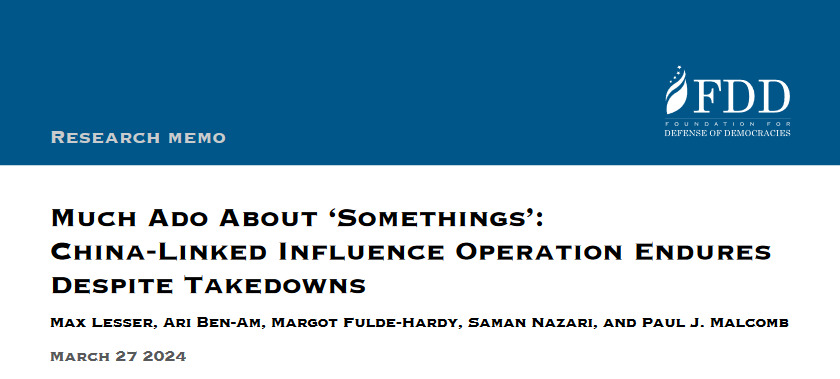 FDD
FOUNDATION FOR
DEFENSE OF DEMOCRACIES
RESEARCH MEMO
MUCH ADO ABOUT ‘SOMETHINGS’:
CHINA-LINKED INFLUENCE OPERATION ENDURES
DESPITE TAKEDOWNS
MAX LESSER, ARI BEN-AM, MARGOT FULDE-HARDY, SAMAN NAZARI, AND PAUL J. MALCOMB
MARCH 27 2024